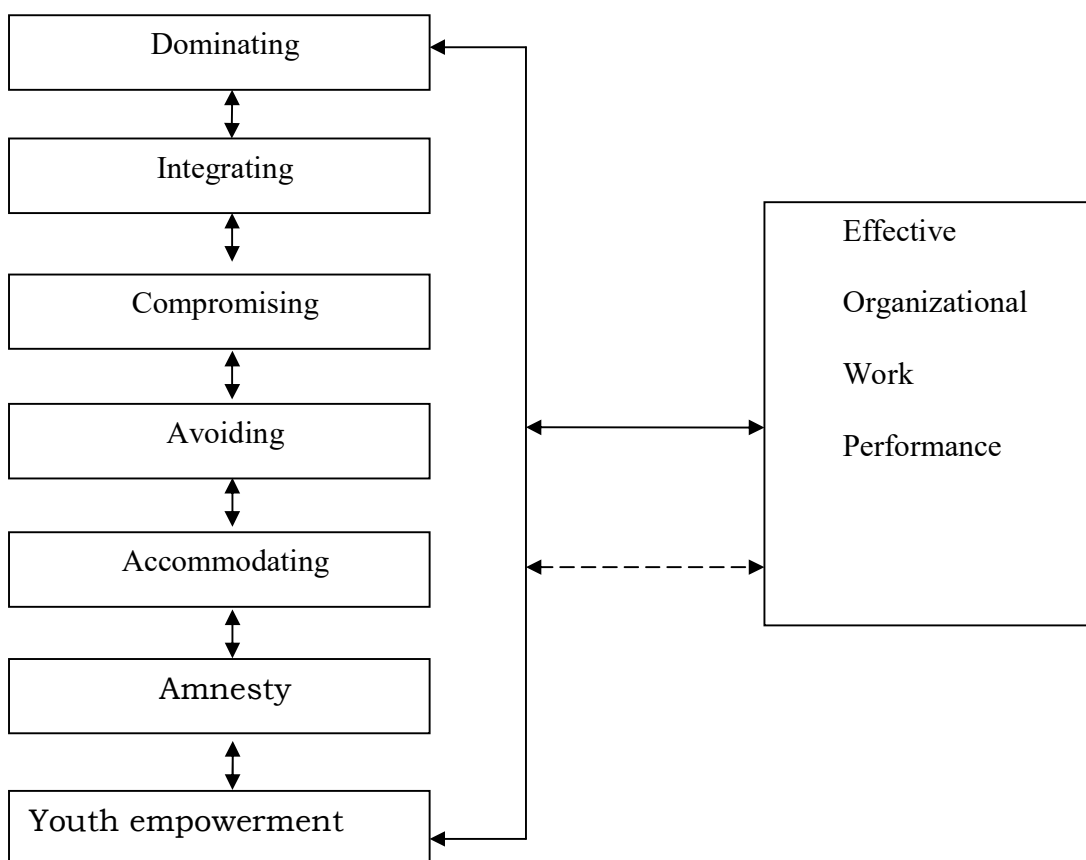 Dominating
Integrating
Compromising
Avoiding
Accommodating
Amnesty
Youth empowerment
Effective
Organizational
Work
Performance